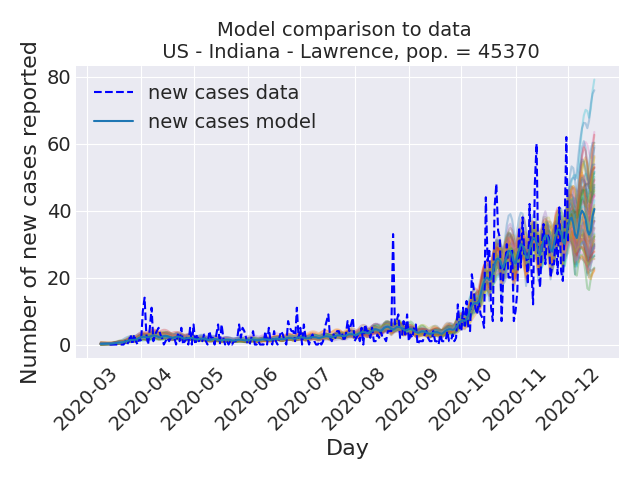 Model comparison to data
US - Indiana - Lawrence, pop. = 45370
Number of new cases reported
80
60
40
20
0
new cases data
new cases model
2020-03
2020-04
2020-05
2020-06
2020-07
2020-08
2020-09
2020-10
2020-11
2020-12
Day